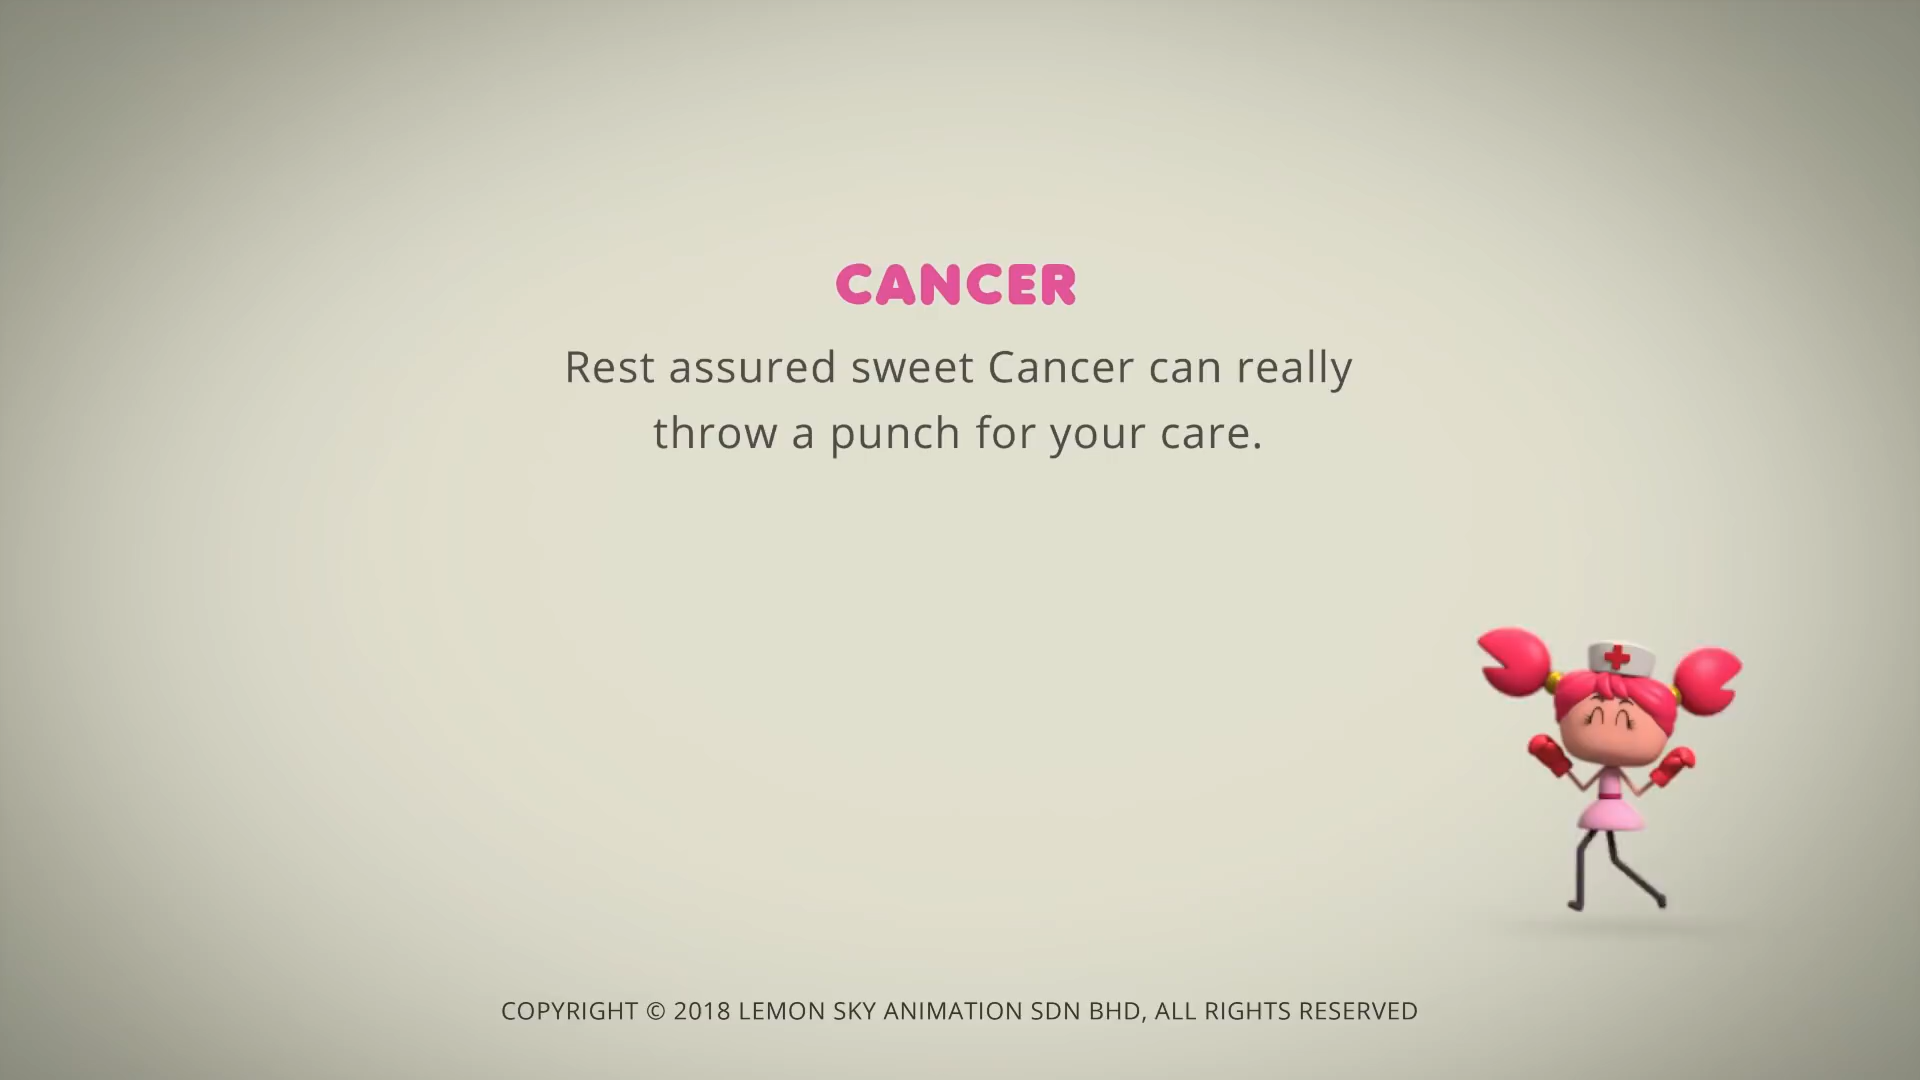 CANCER
Rest assured sweet Cancer can really
throw a punch for your care.
COPYRIGHT © 2018 LEMON SKY ANIMATION SDN BHD, ALL RIGHTS RESERVED